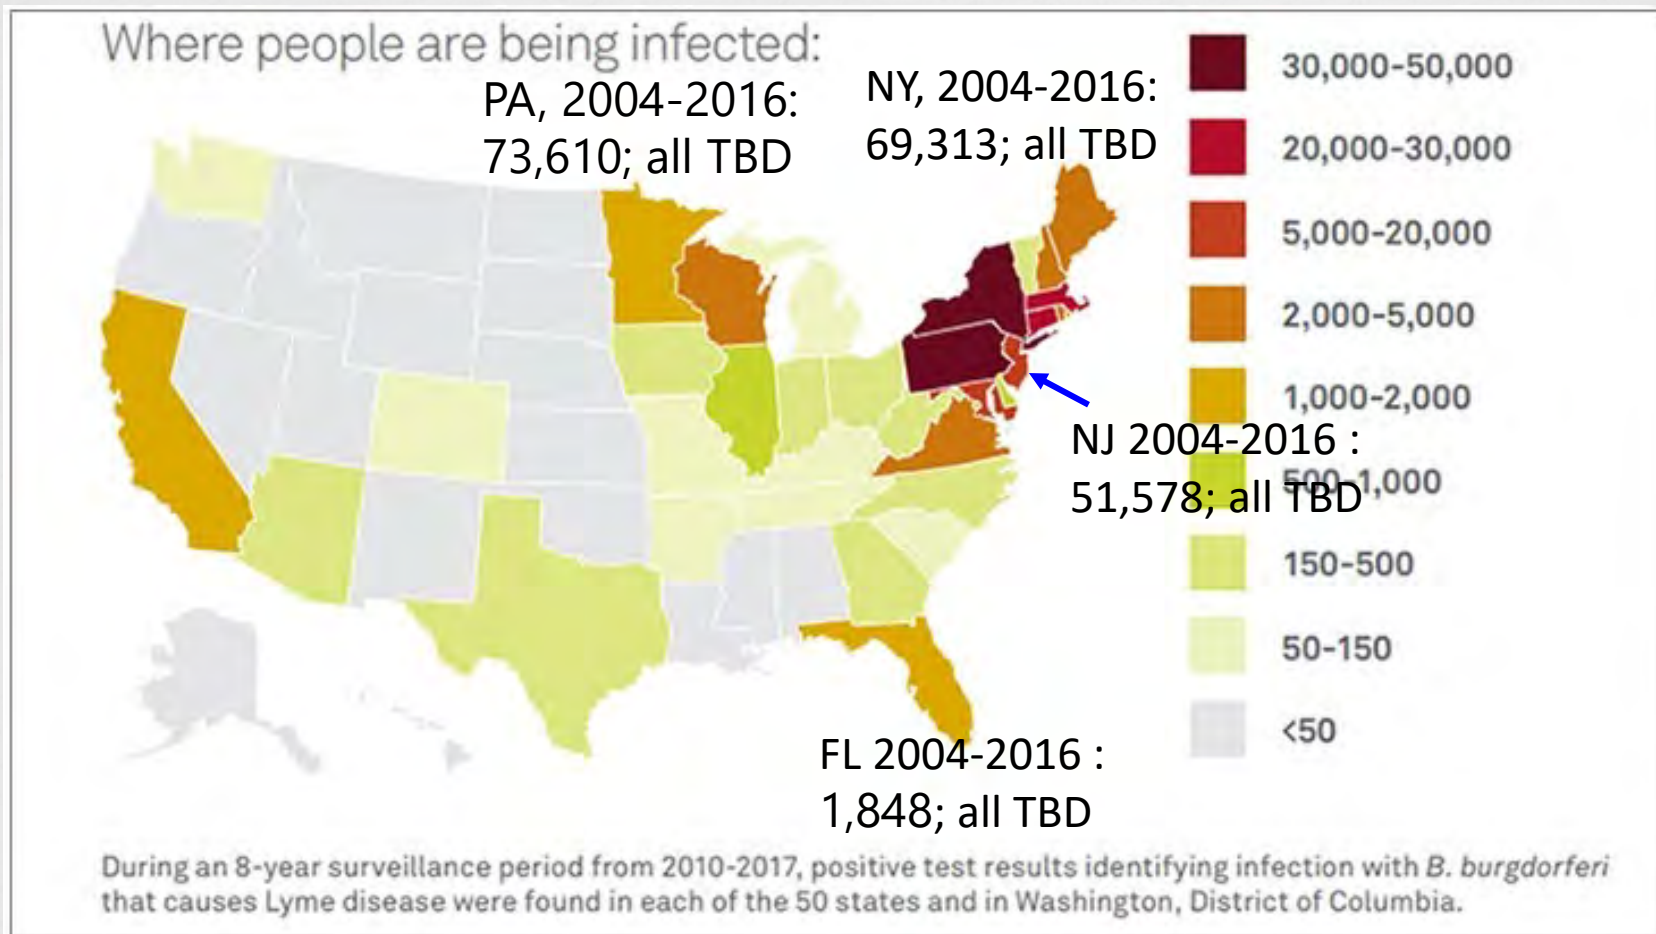 Where people are being infected:
PA, 2004-2016:
73,610; all TBD
NY, 2004-2016:
69,313; all TBD
30,000-50,000
20,000-30,000
5,000-20,000
2,000-5,000
1,000-2,000
NJ 2004-2016 :
51,578; all TBD
500-1,000
150-500
50-150
<50
FL 2004-2016 :
1,848; all TBD
During an 8-year surveillance period from 2010-2017, positive test results identifying infection with B. burgdorferi
that causes Lyme disease were found in each of the 50 states and in Washington, District of Columbia.